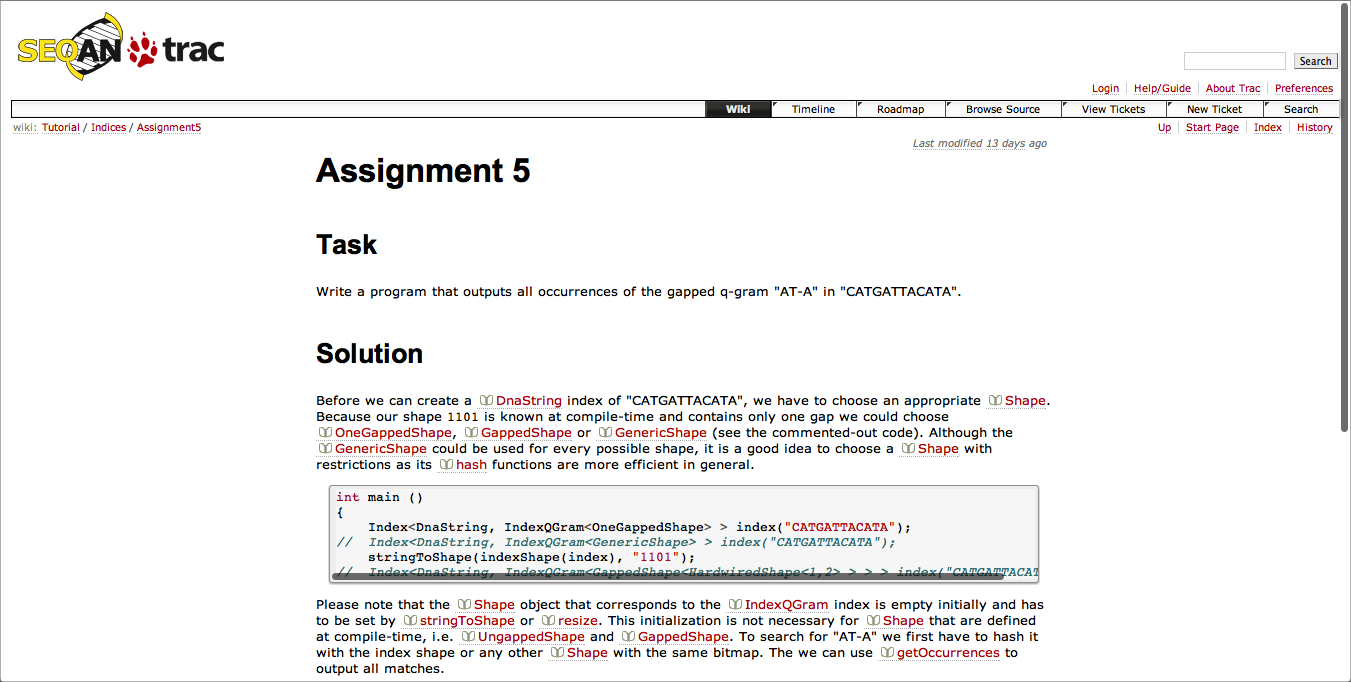 SEQAN trac
Search
Login Help/Guide About Trac Preferences
Wiki Timeline Roadmap Browse Source View Tickets New Ticket Search
wiki: Tutorial / Indices / Assignment5 Up Start Page Index History
Last modified 13 days ago
Assignment 5
Task
Write a program that outputs all occurrences of the gapped q-gram "AT-A" in "CATGATTACATA".
Solution
Before we can create a DnaString index of "CATGATTACATA", we have to choose an appropriate Shape.
Because our shape 1101 is known at compile-time and contains only one gap we could choose
OneGappedShape, GappedShape or GenericShape (see the commented-out code). Although the
GenericShape could be used for every possible shape, it is a good idea to choose a Shape with
restrictions as its hash functions are more efficient in general.
int main ()
{
    Index<DnaString, IndexQGram<OneGappedShape> > index("CATGATTACATA");
//  Index<DnaString, IndexQGram<GenericShape> > index("CATGATTACATA");
    stringToShape(indexShape(index), "1101");
//  Index<DnaString, IndexQGram<GappedShape<HardwiredShape<1,2> > > > index("CATGATTACAT
Please note that the Shape object that corresponds to the IndexQGram index is empty initially and has
to be set by stringToShape or resize. This initialization is not necessary for Shape that are defined
at compile-time, i.e. UngappedShape and GappedShape. To search for "AT-A" we first have to hash it
with the index shape or any other Shape with the same bitmap. The we can use getOccurrences to
output all matches.